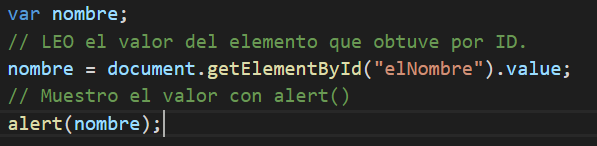 var nombre;
// LEO el valor del elemento que obtuve por ID.
nombre = document.getElementById("elNombre").value;
// Muestro el valor con alert()
alert(nombre);